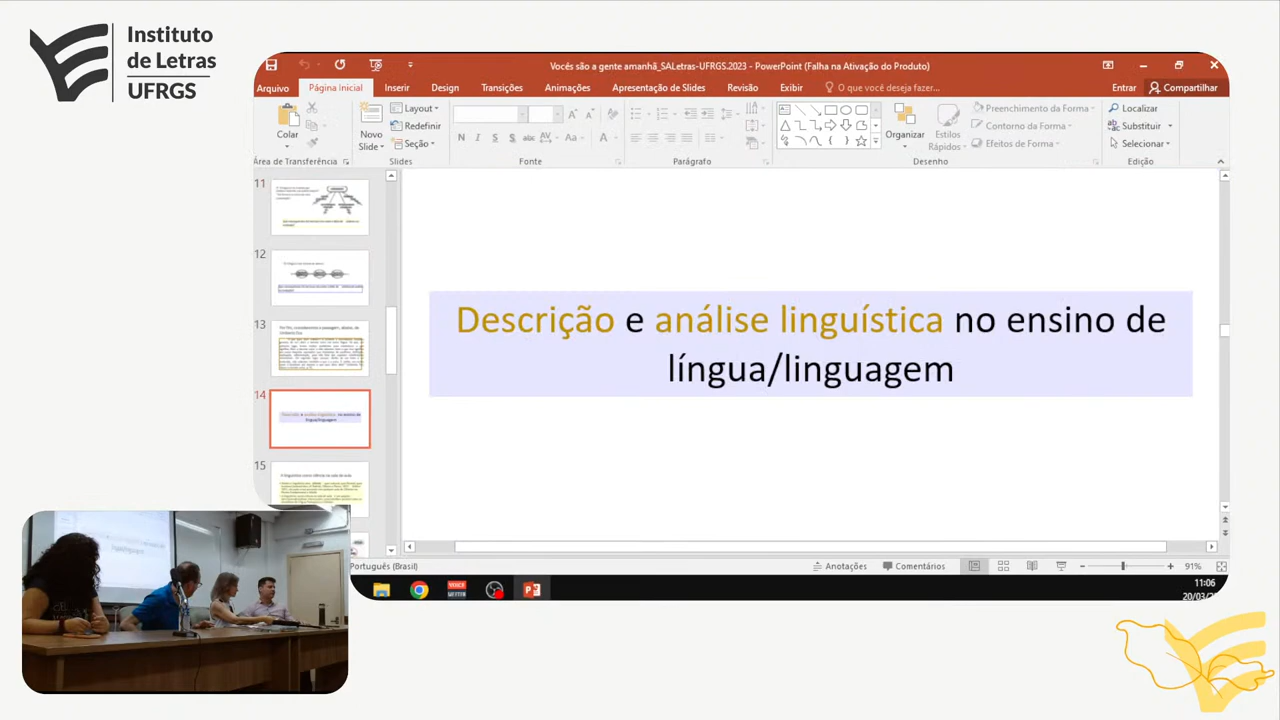 Instituto
de Letras
UFRGS
Vocês são a gente amanhã_SALetras-UFRGS.2023 - PowerPoint (Falha na Ativação do Produto)
Arquivo Página Inicial Inserir Design Transições Animações Apresentação de Slides Revisão Exibir O que você deseja fazer... Entrar Compartilhar
Colar
Novo
Slide
Layout
Redefinir
Seção
N I S abc AV Aa A
Organizar
Estilos
Rápidos
Preenchimento da Forma
Contorno da Forma
Efeitos de Forma
Localizar
Substituir
Selecionar
Área de Transferência Slides Fonte Parágrafo Desenho Edição
11
12
13
14
15
Descrição e análise linguística no ensino de
língua/linguagem
Português (Brasil) Anotações Comentários 91%
11:06